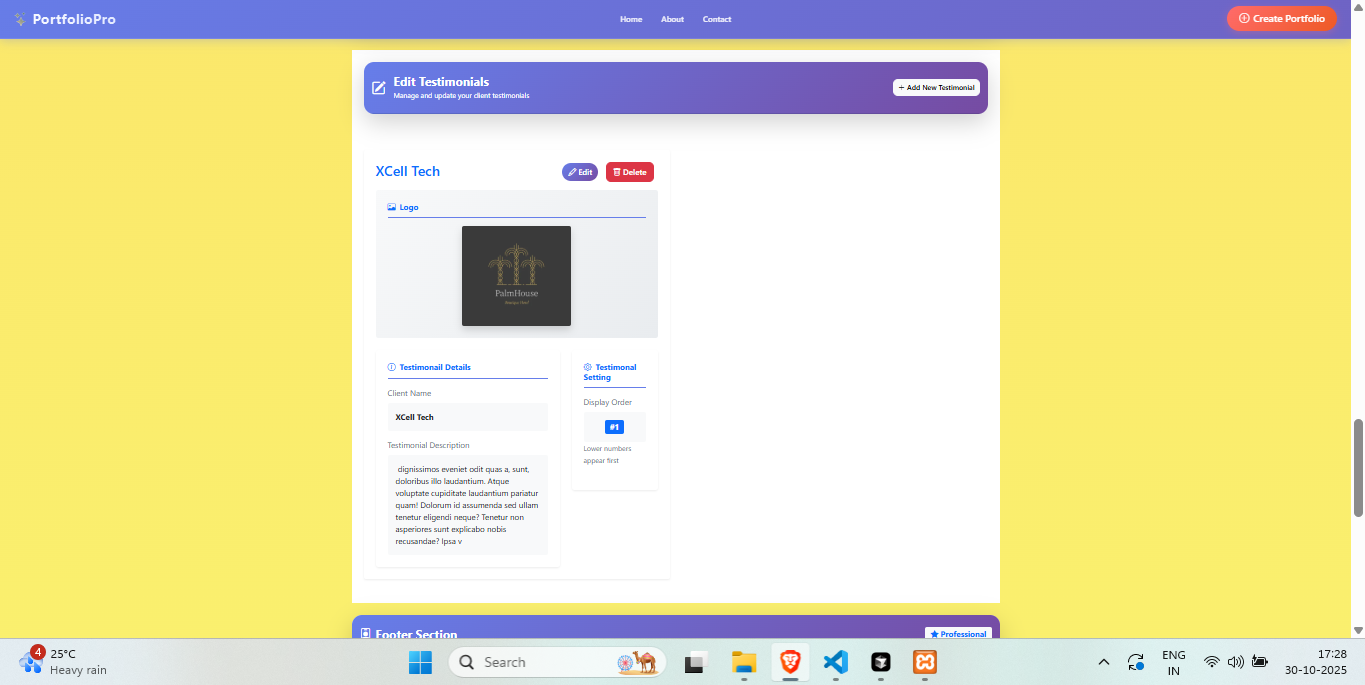 PortfolioPro
Home
About
Contact
Create Portfolio
Edit Testimonials
Manage and update your client testimonials
+ Add New Testimonial
XCell Tech
Edit
Delete
Logo
PalmHouse
Testimonail Details
Client Name
XCell Tech
Testimonial Description
dignissimos eveniet odit quas a, sunt,
doloribus illo laudantium. Atque
voluptate cupiditate laudantium pariatur
quam! Dolorum id assumenda sed ullam
tenetur eligendi neque? Tenetur non
asperiores sunt explicabo nobis
recusandae? Ipsa v
Testimonal
Setting
Display Order
#1
Lower numbers
appear first
Footer Section
Professional
4
25°C
Heavy rain
Search
ENG
IN
17:28
30-10-2025